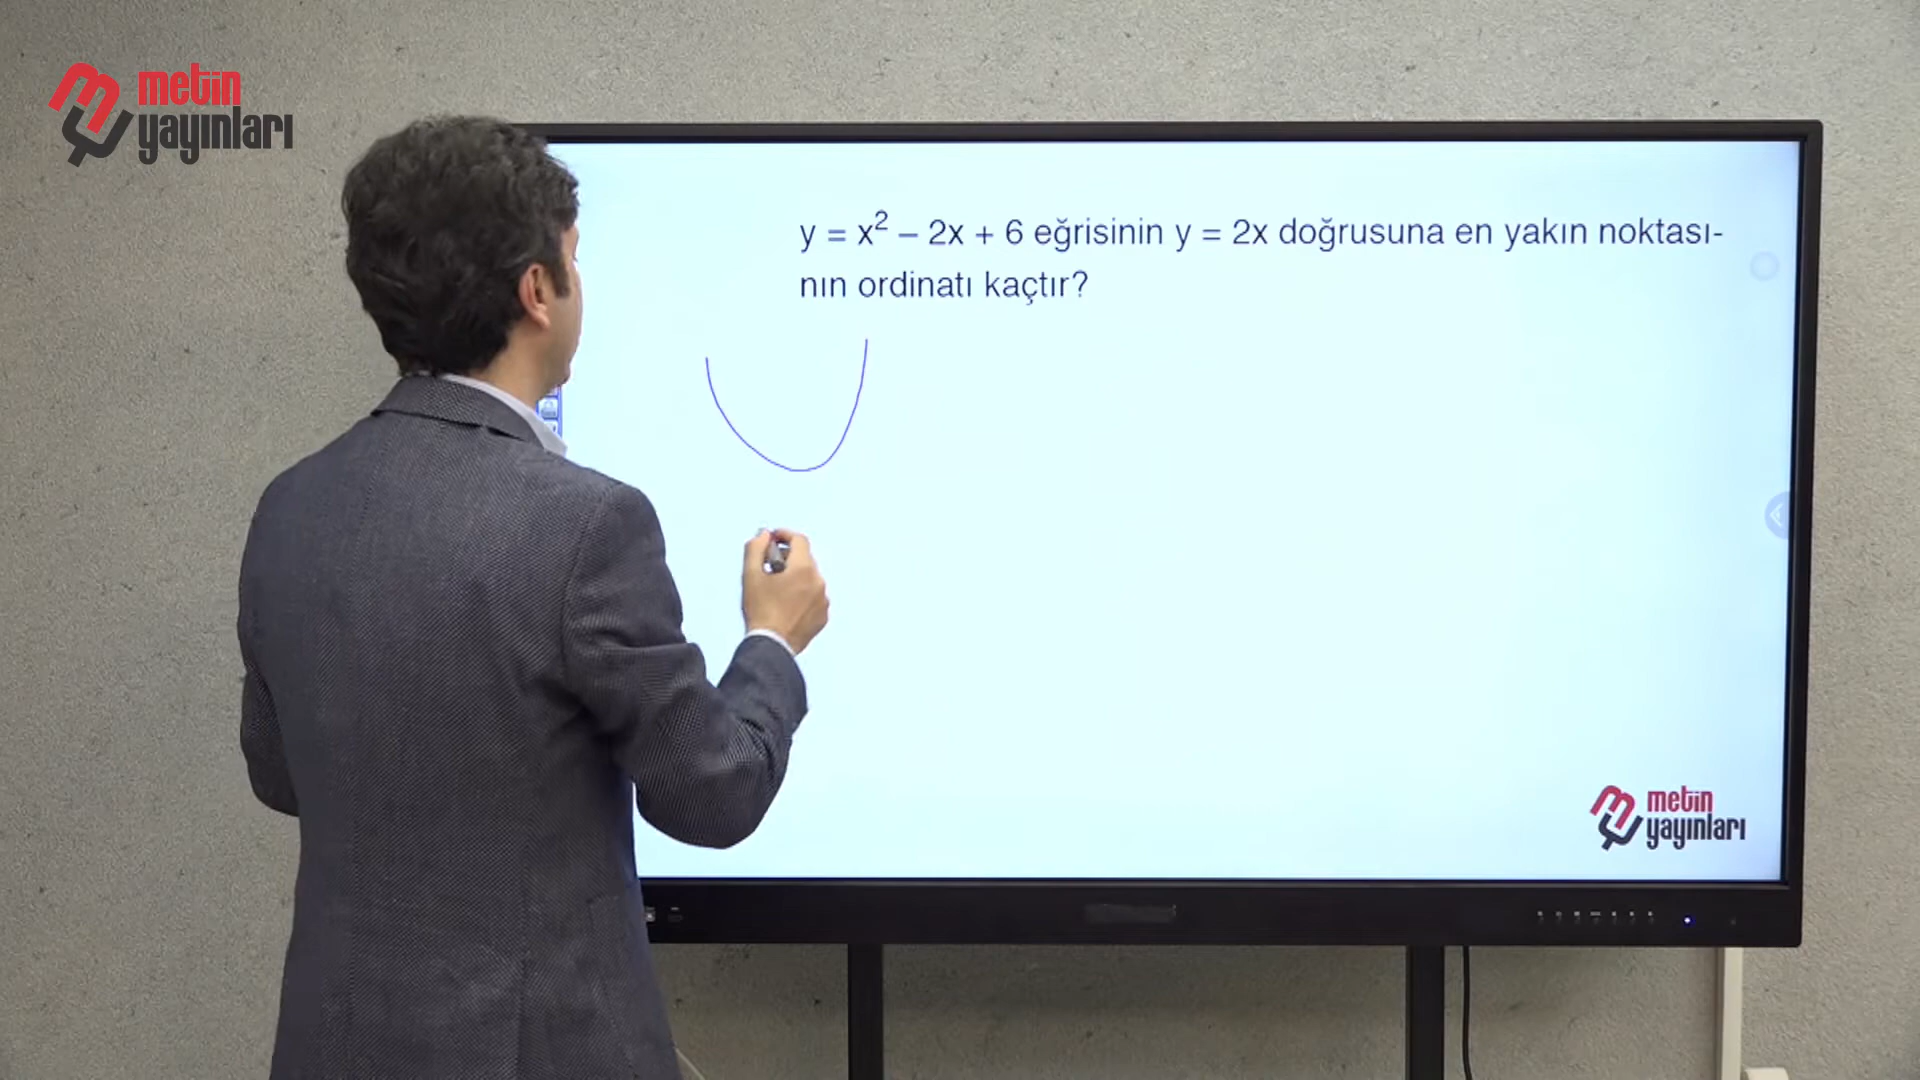 metin
yayınları
y = x² – 2x + 6 eğrisinin y = 2x doğrusuna en yakın noktası-
nın ordinatı kaçtır?
metin
yayınları